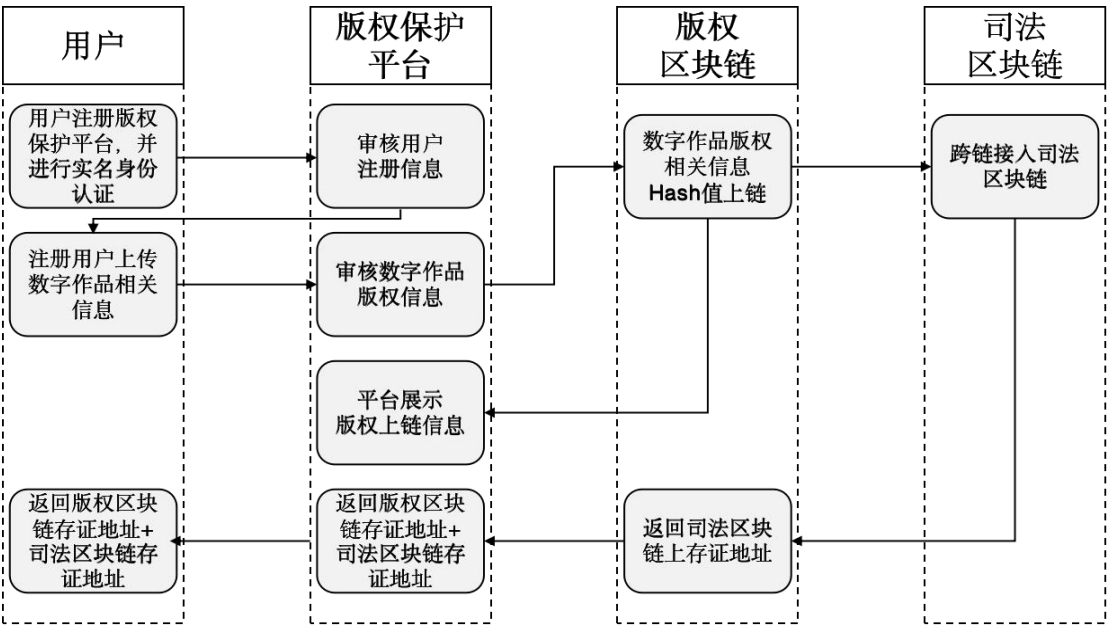 用户
版权保护
平台
版权
区块链
司法
区块链
用户注册版权
保护平台，并
进行实名身份
认证
审核用户
注册信息
数字作品版权
相关信息
Hash值上链
跨链接入司法
区块链
注册用户上传
数字作品相关
信息
审核数字作品
版权信息
平台展示
版权上链信息
返回版权区块
链存证地址+
司法区块链存
证地址
返回版权区块
链存证地址+
司法区块链存
证地址
返回司法区块
链上存证地址